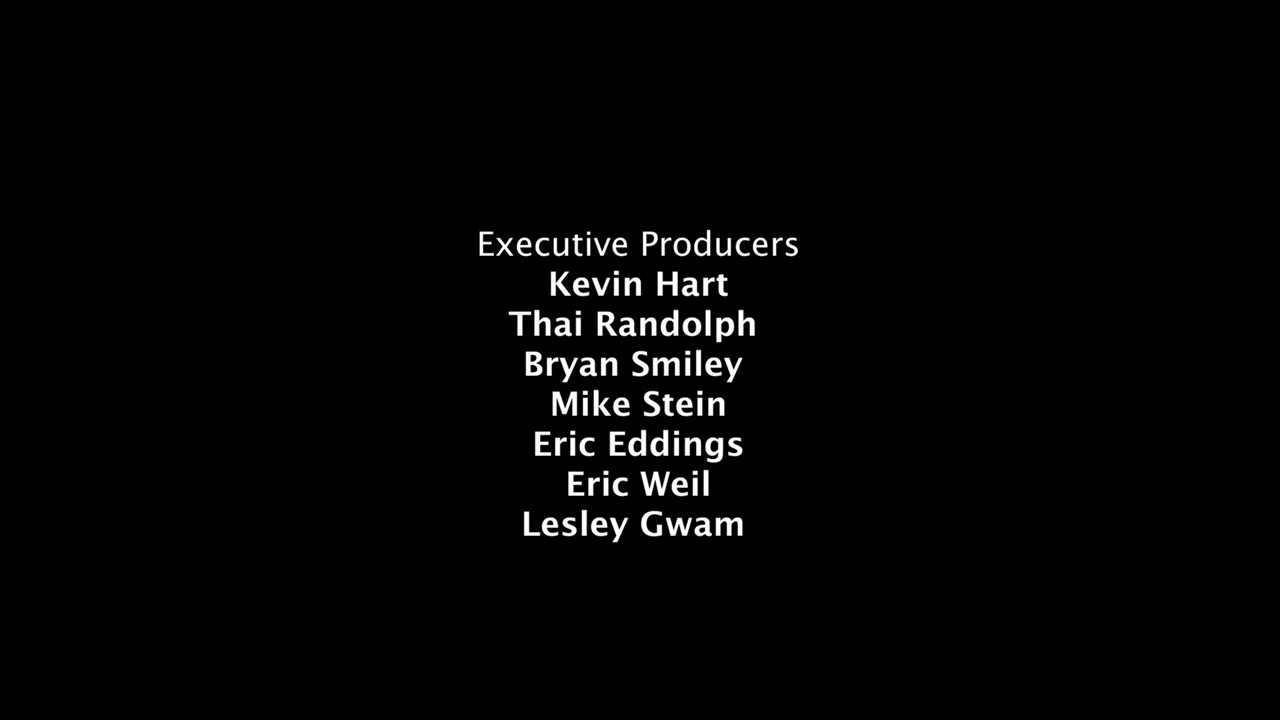 Executive Producers
Kevin Hart
Thai Randolph
Bryan Smiley
Mike Stein
Eric Eddings
Eric Weil
Lesley Gwam